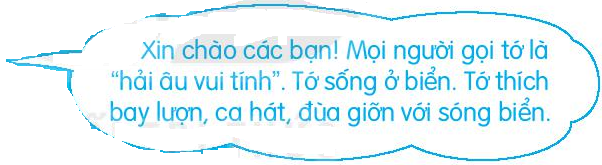 Xin chào các bạn! Mọi người gọi tớ là
“hải âu vui tính”. Tớ sống ở biển. Tớ thích
bay lượn, ca hát, đùa giỡn với sóng biển.